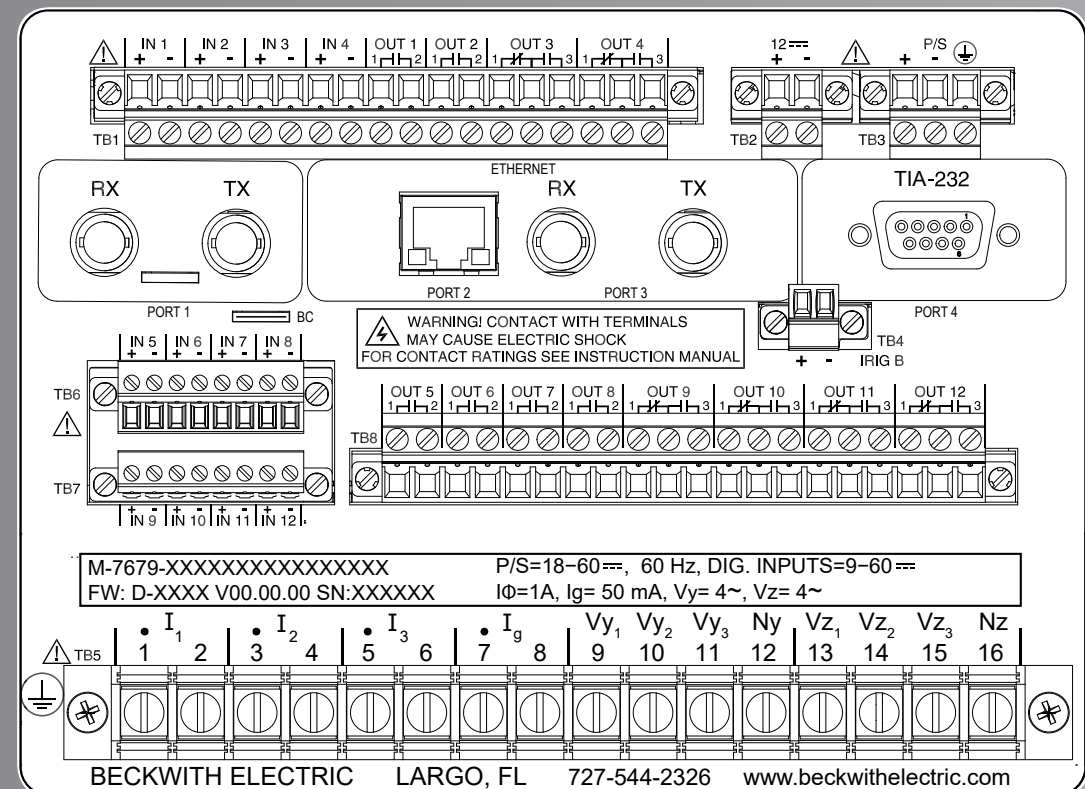 IN 1 IN 2 IN 3 IN 4 OUT 1 OUT 2 OUT 3 OUT 4
+ - + - + - + - 1 2 1 2 1 2 3 1 2 3
12⎓ P/S
+ - + -
TB1 TB2 TB3
ETHERNET
RX TX RX TX TIA-232
1
6
PORT 1 PORT 2 PORT 3 PORT 4
BC
WARNING! CONTACT WITH TERMINALS
MAY CAUSE ELECTRIC SHOCK
FOR CONTACT RATINGS SEE INSTRUCTION MANUAL
TB4
+ - IRIG B
IN 5 IN 6 IN 7 IN 8
+ - + - + - + -
TB6
OUT 5 OUT 6 OUT 7 OUT 8 OUT 9 OUT 10 OUT 11 OUT 12
1 2 1 2 1 2 1 2 1 2 3 1 2 3 1 2 3 1 2 3
TB8
TB7
+ - + - + - + -
IN 9 IN 10 IN 11 IN 12
M-7679-XXXXXXXXXXXXXXXX P/S=18–60⎓, 60 Hz, DIG. INPUTS=9–60⎓
FW: D-XXXX V00.00.00 SN:XXXXXX IΦ=1A, Ig= 50 mA, Vy= 4~, Vz= 4~
I1 I2 I3 Ig Vy1 Vy2 Vy3 Ny Vz1 Vz2 Vz3 Nz
TB5 1 2 3 4 5 6 7 8 9 10 11 12 13 14 15 16
BECKWITH ELECTRIC LARGO, FL 727-544-2326 www.beckwithelectric.com